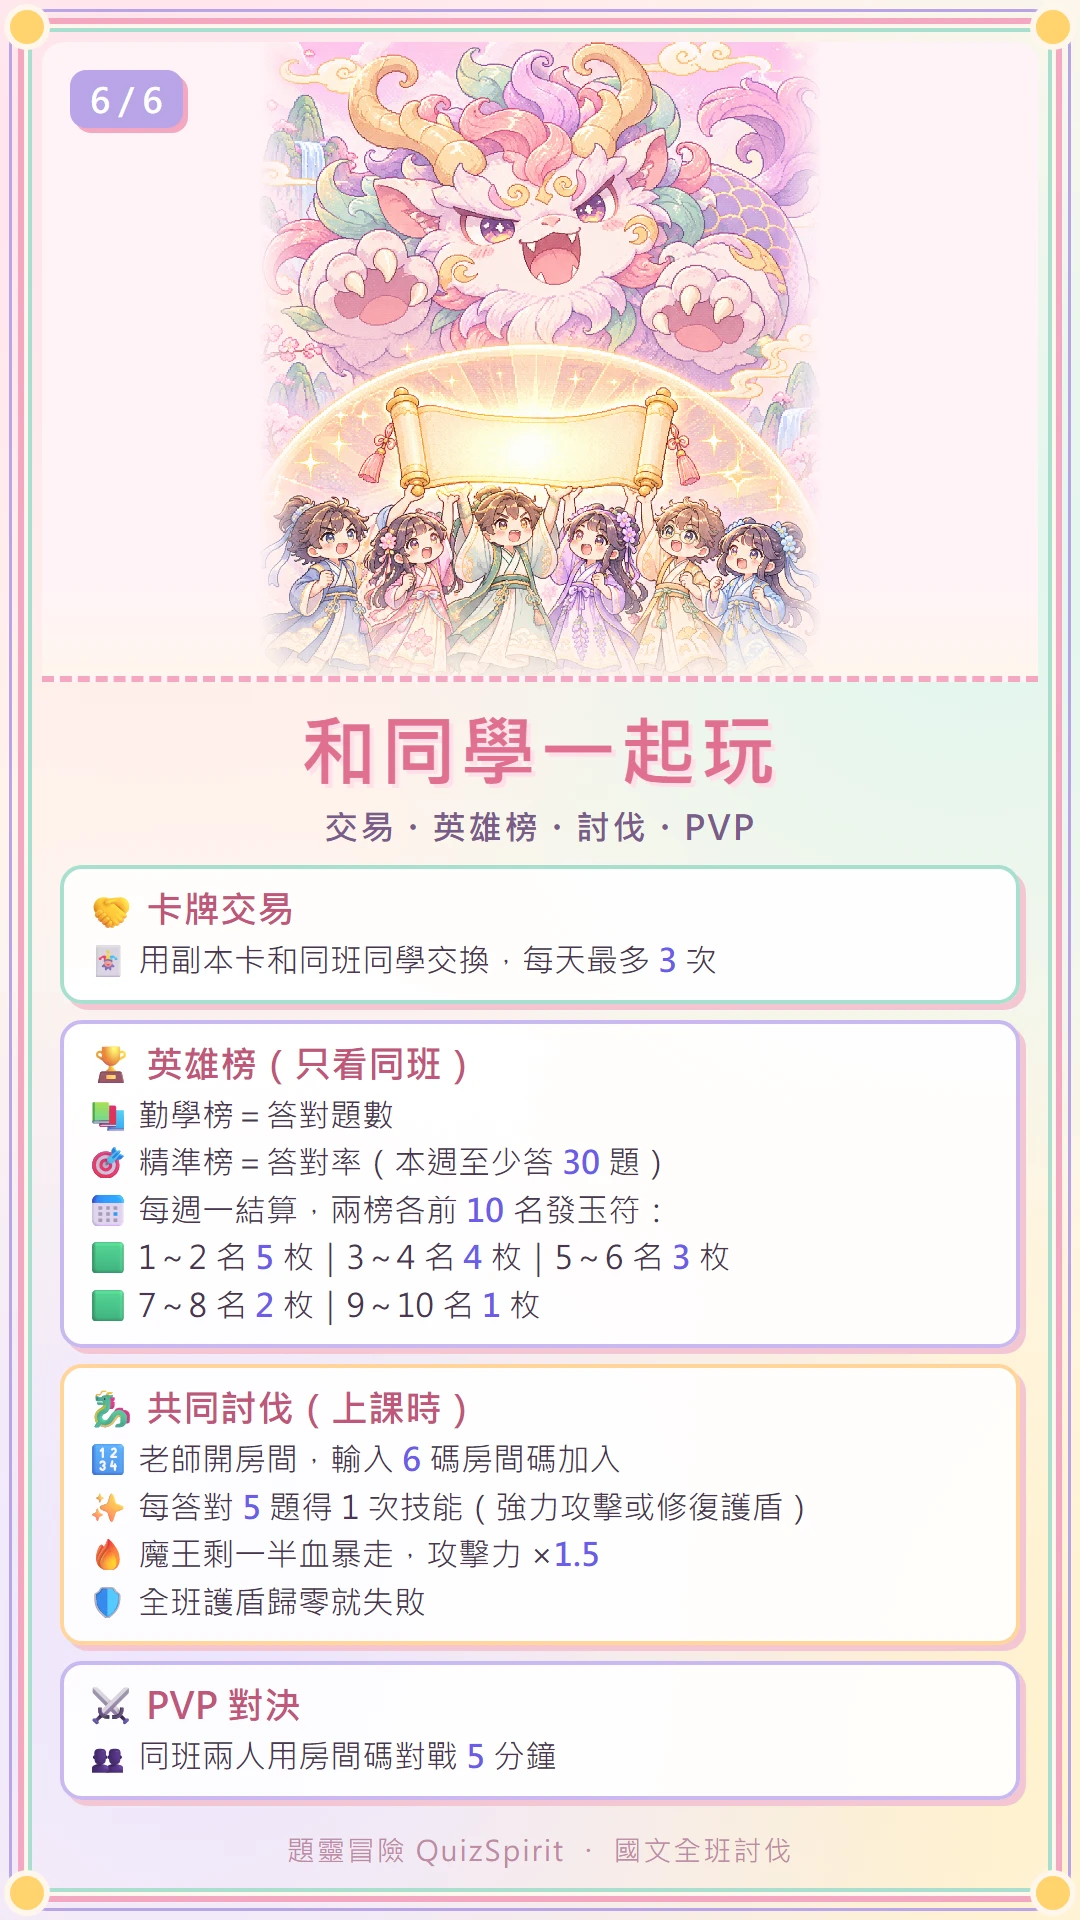 6/6
和同學一起玩
交易・英雄榜・討伐・PVP
卡牌交易
用副本卡和同班同學交換，每天最多 3 次
英雄榜（只看同班）
勤學榜＝答對題數
精準榜＝答對率（本週至少答 30 題）
每週一結算，兩榜各前 10 名發玉符：
1～2 名 5 枚｜3～4 名 4 枚｜5～6 名 3 枚
7～8 名 2 枚｜9～10 名 1 枚
共同討伐（上課時）
老師開房間，輸入 6 碼房間碼加入
每答對 5 題得 1 次技能（強力攻擊或修復護盾）
魔王剩一半血暴走，攻擊力 ×1.5
全班護盾歸零就失敗
PVP 對決
同班兩人用房間碼對戰 5 分鐘
題靈冒險 QuizSpirit · 國文全班討伐